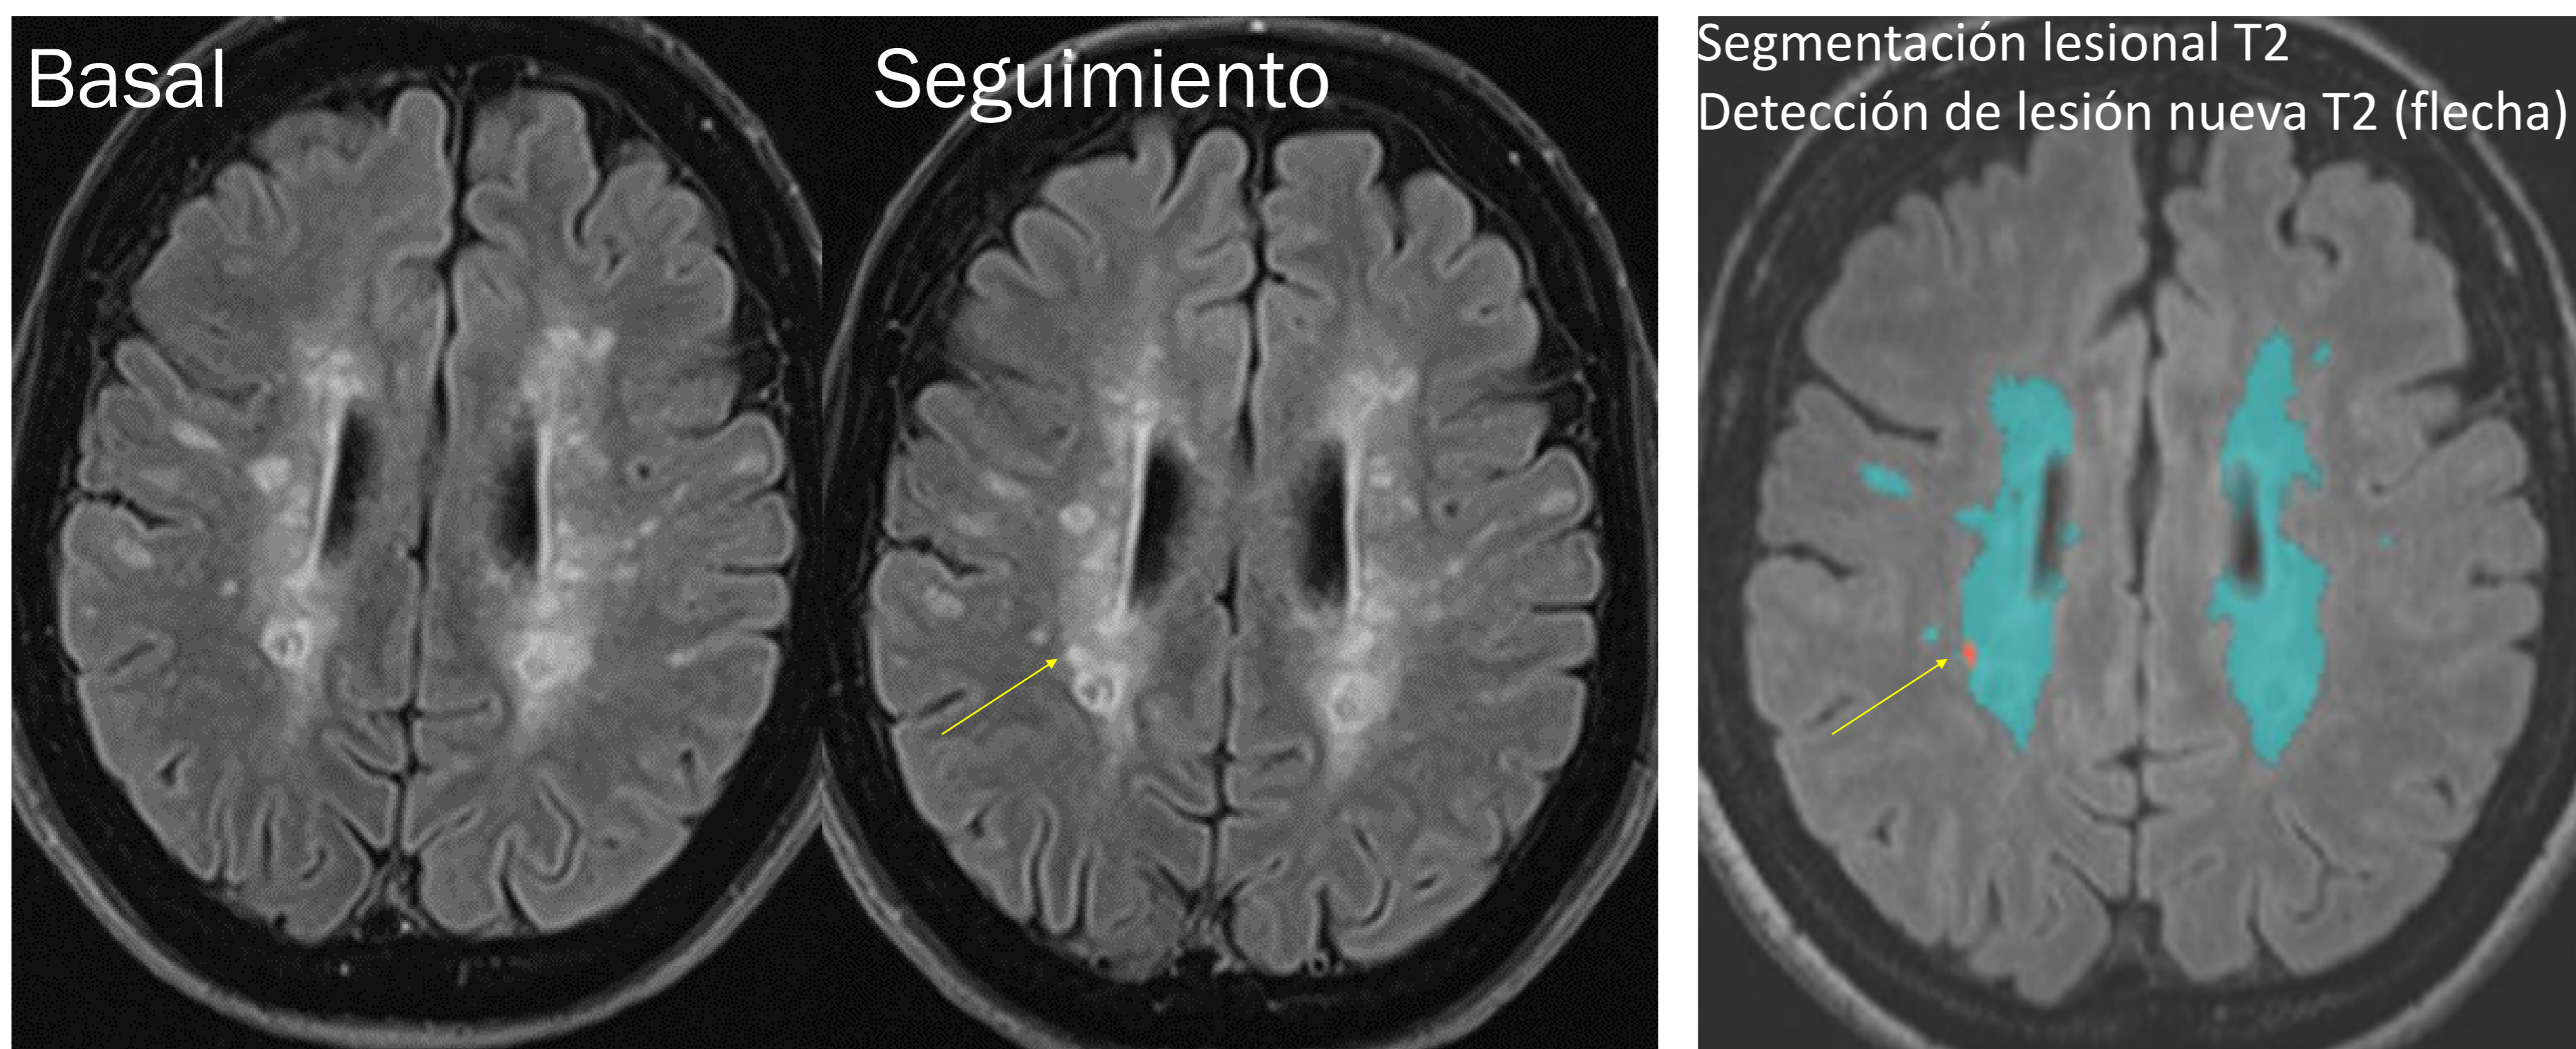 Basal
Seguimiento
Segmentación lesional T2
Detección de lesión nueva T2 (flecha)